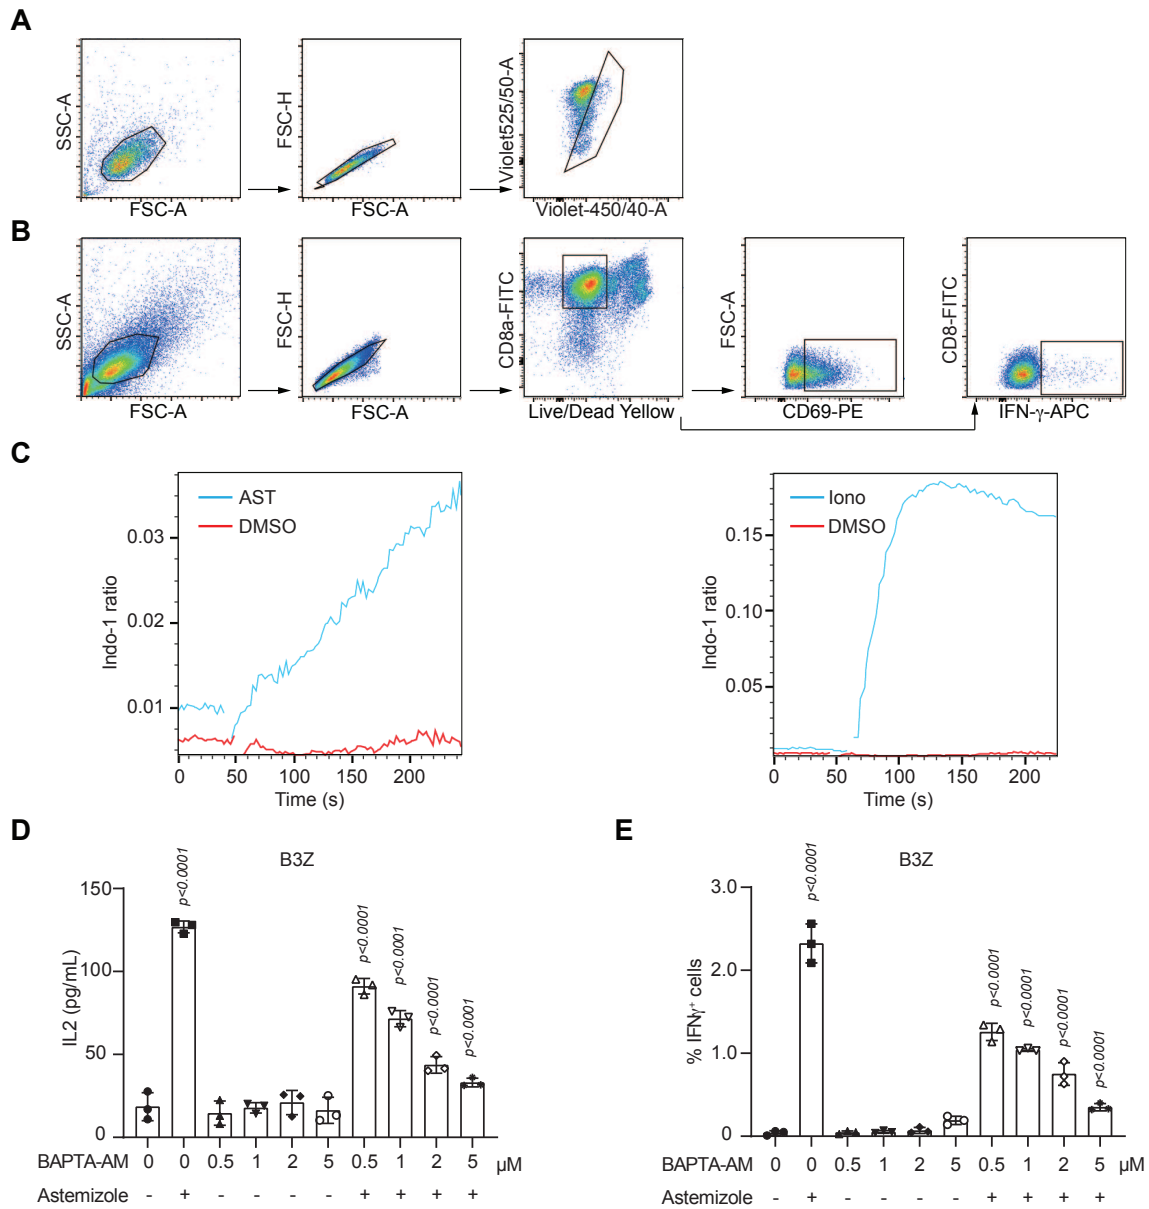 A
SSC-A
FSC-A
FSC-H
FSC-A
Violet525/50-A
Violet-450/40-A
B
SSC-A
FSC-A
FSC-H
FSC-A
CD8a-FITC
Live/Dead Yellow
FSC-A
CD69-PE
CD8-FITC
IFN-γ-APC
C
Indo-1 ratio
0.03
0.02
0.01
AST
DMSO
0 50 100 150 200
Time (s)
Indo-1 ratio
0.15
0.10
0.05
Iono
DMSO
0 50 100 150 200
Time (s)
D
B3Z
IL2 (pg/mL)
150
100
50
0
p<0.0001
p<0.0001
p<0.0001
p<0.0001
p<0.0001
BAPTA-AM 0 0 0.5 1 2 5 0.5 1 2 5 μM
Astemizole - + - - - - + + + +
E
B3Z
% IFNγ+ cells
3.0
2.0
1.0
0
p<0.0001
p<0.0001
p<0.0001
p<0.0001
p<0.0001
BAPTA-AM 0 0 0.5 1 2 5 0.5 1 2 5 μM
Astemizole - + - - - - + + + +